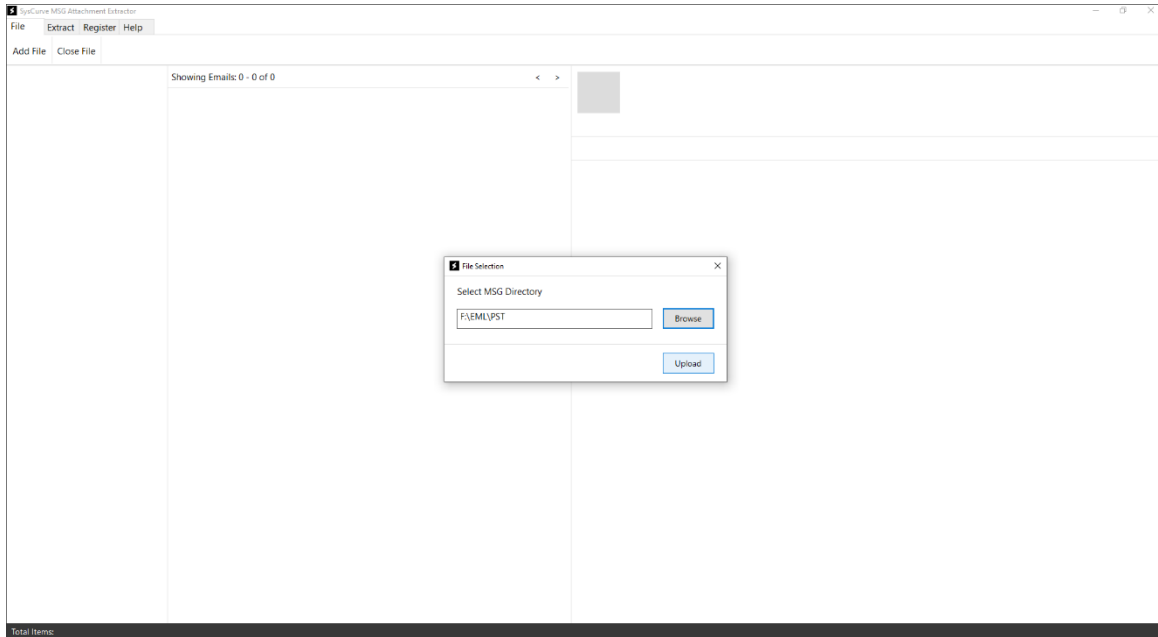 SysCurve MSG Attachment Extractor
File Extract Register Help
Add File Close File
Showing Emails: 0 - 0 of 0 < >
File Selection
Select MSG Directory
F:\EML\PST Browse
Upload
Total Items: